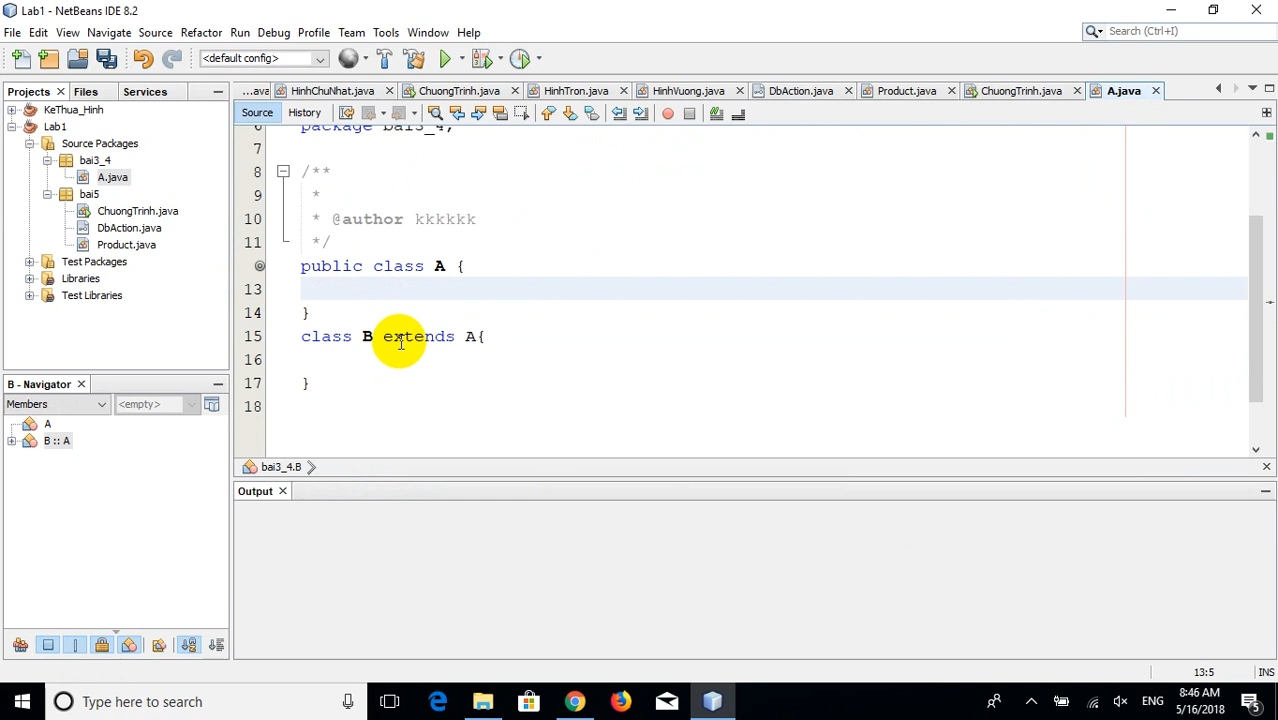 Lab1 - NetBeans IDE 8.2
File Edit View Navigate Source Refactor Run Debug Profile Team Tools Window Help
Search (Ctrl+I)
<default config>
Projects Files Services
...ava HinhChuNhat.java ChuongTrinh.java HinhTron.java HinhVuong.java DbAction.java Product.java ChuongTrinh.java A.java
Source History
KeThua_Hinh
Lab1
Source Packages
bai3_4
A.java
bai5
ChuongTrinh.java
DbAction.java
Product.java
Test Packages
Libraries
Test Libraries
6 package bai3_4;
7
8 /**
9 *
10 * @author kkkkkk
11 */
public class A {
13
14 }
15 class B extends A{
16
17 }
18
B - Navigator
Members <empty>
A
B :: A
bai3_4.B
Output
13:5 INS
Type here to search
ENG
8:46 AM
5/16/2018
5